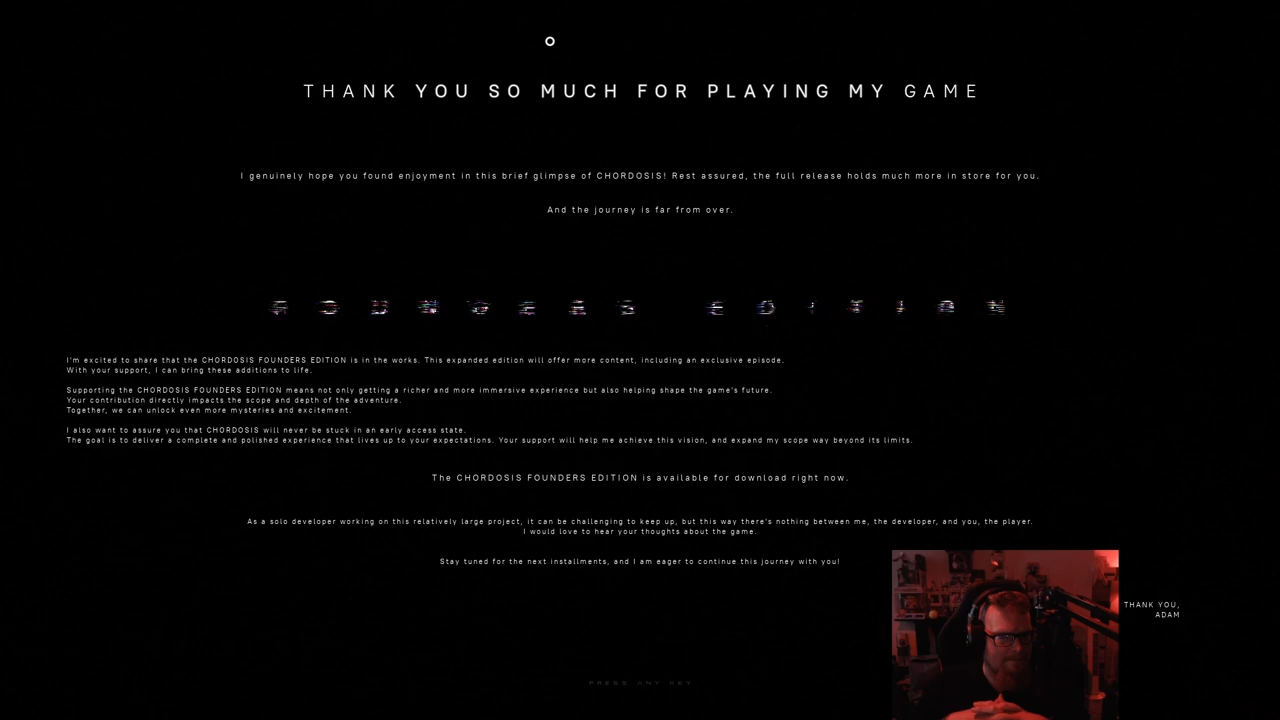 THANK YOU SO MUCH FOR PLAYING MY GAME
I genuinely hope you found enjoyment in this brief glimpse of CHORDOSIS! Rest assured, the full release holds much more in store for you.
And the journey is far from over.
FOUNDERS EDITION
I'm excited to share that the CHORDOSIS FOUNDERS EDITION is in the works. This expanded edition will offer more content, including an exclusive episode.
With your support, I can bring these additions to life.
Supporting the CHORDOSIS FOUNDERS EDITION means not only getting a richer and more immersive experience but also helping shape the game's future.
Your contribution directly impacts the scope and depth of the adventure.
Together, we can unlock even more mysteries and excitement.
I also want to assure you that CHORDOSIS will never be stuck in an early access state.
The goal is to deliver a complete and polished experience that lives up to your expectations. Your support will help me achieve this vision, and expand my scope way beyond its limits.
The CHORDOSIS FOUNDERS EDITION is available for download right now.
As a solo developer working on this relatively large project, it can be challenging to keep up, but this way there's nothing between me, the developer, and you, the player.
I would love to hear your thoughts about the game.
Stay tuned for the next installments, and I am eager to continue this journey with you!
THANK YOU,
ADAM
PRESS ANY KEY